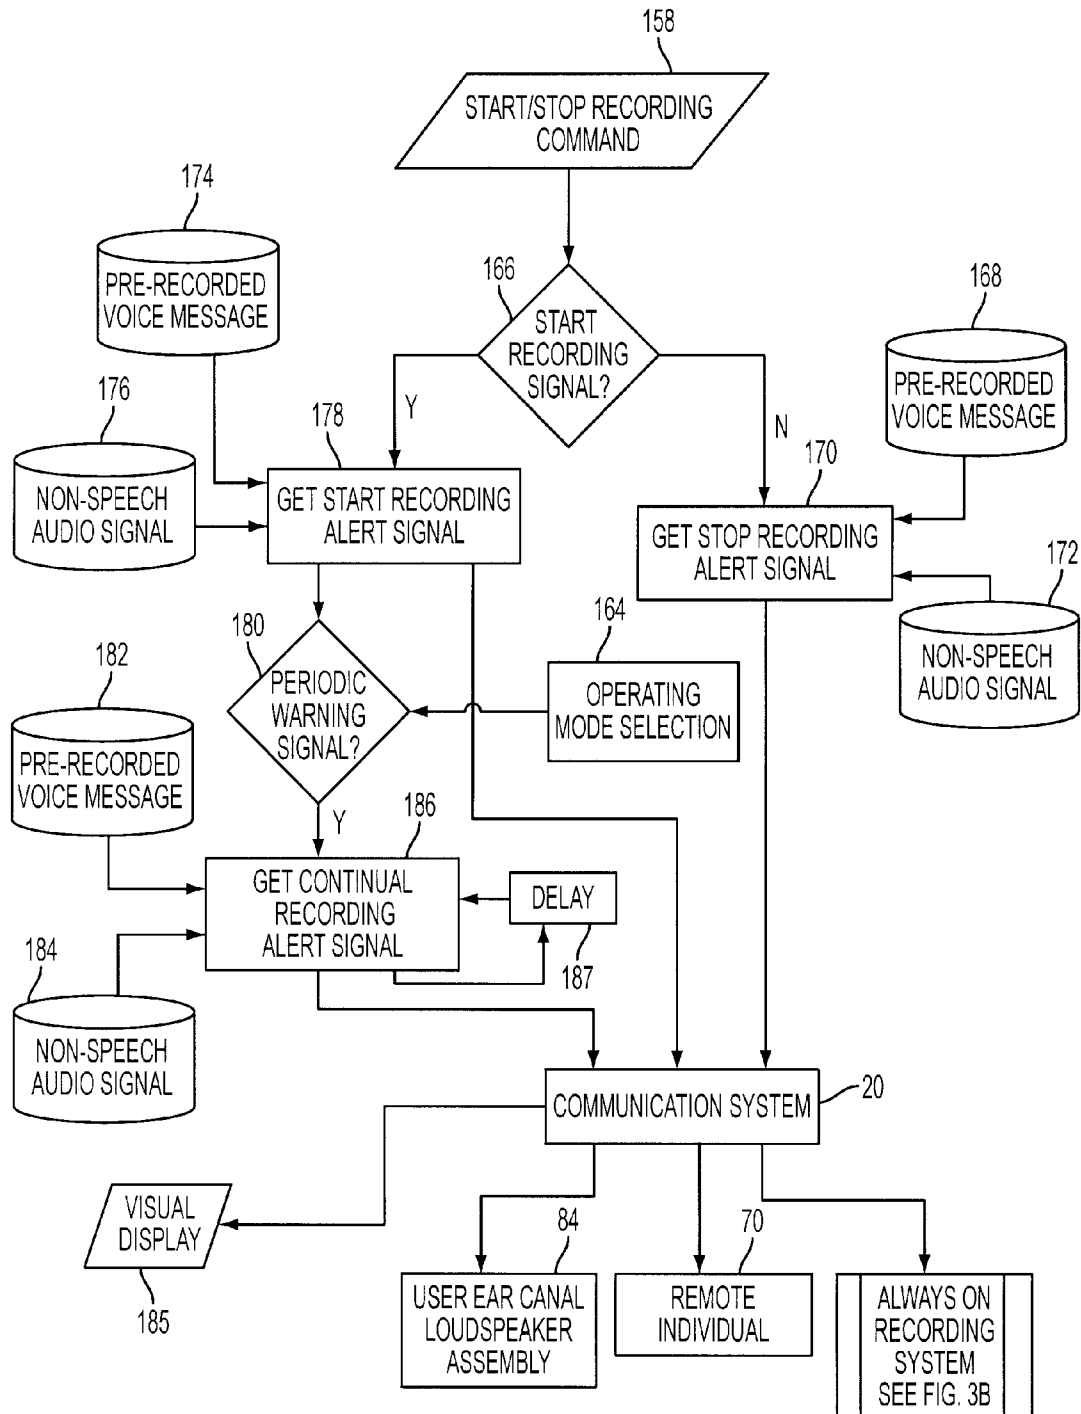 158
START/STOP RECORDING
COMMAND
174
PRE-RECORDED
VOICE MESSAGE
166
START
RECORDING
SIGNAL?
168
PRE-RECORDED
VOICE MESSAGE
176
NON-SPEECH
AUDIO SIGNAL
Y
N
178
GET START RECORDING
ALERT SIGNAL
170
GET STOP RECORDING
ALERT SIGNAL
172
NON-SPEECH
AUDIO SIGNAL
180
PERIODIC
WARNING
SIGNAL?
164
OPERATING
MODE SELECTION
182
PRE-RECORDED
VOICE MESSAGE
Y
186
GET CONTINUAL
RECORDING
ALERT SIGNAL
DELAY
187
184
NON-SPEECH
AUDIO SIGNAL
COMMUNICATION SYSTEM
20
VISUAL
DISPLAY
185
84
USER EAR CANAL
LOUDSPEAKER
ASSEMBLY
70
REMOTE
INDIVIDUAL
ALWAYS ON
RECORDING
SYSTEM
SEE FIG. 3B